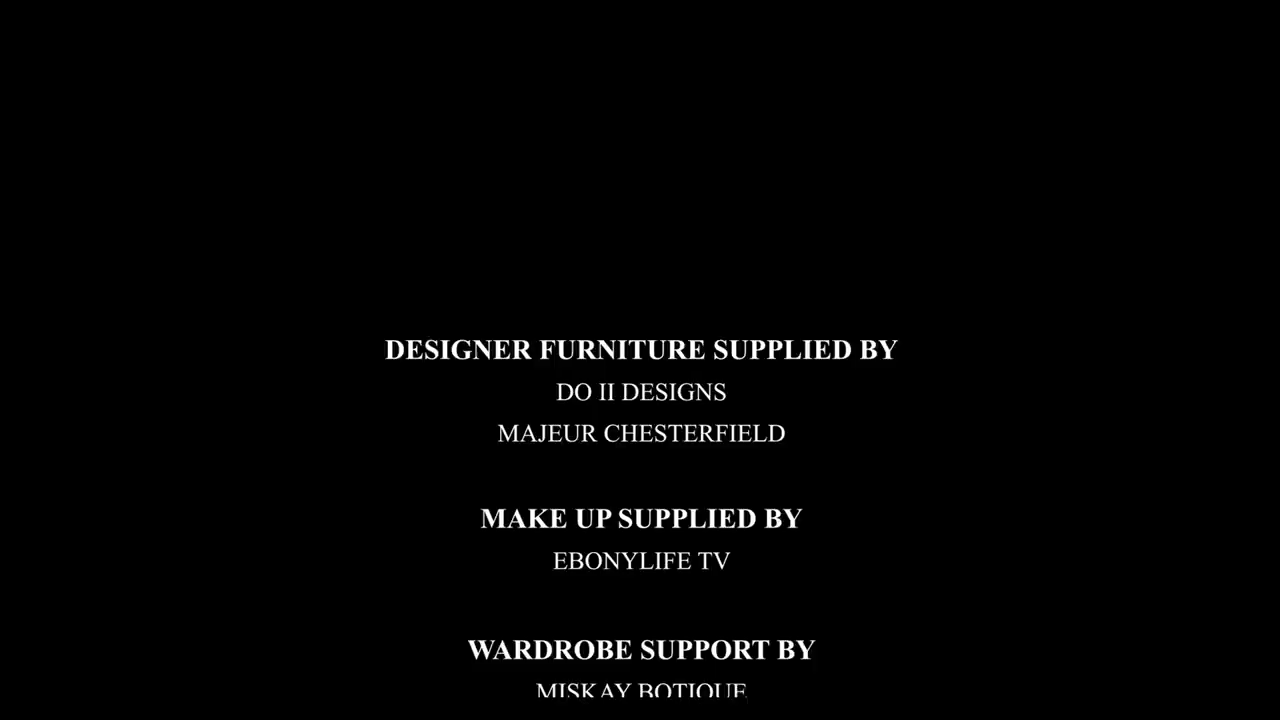 DESIGNER FURNITURE SUPPLIED BY
DO II DESIGNS
MAJEUR CHESTERFIELD
MAKE UP SUPPLIED BY
EBONYLIFE TV
WARDROBE SUPPORT BY
MISKAY BOTIQUE